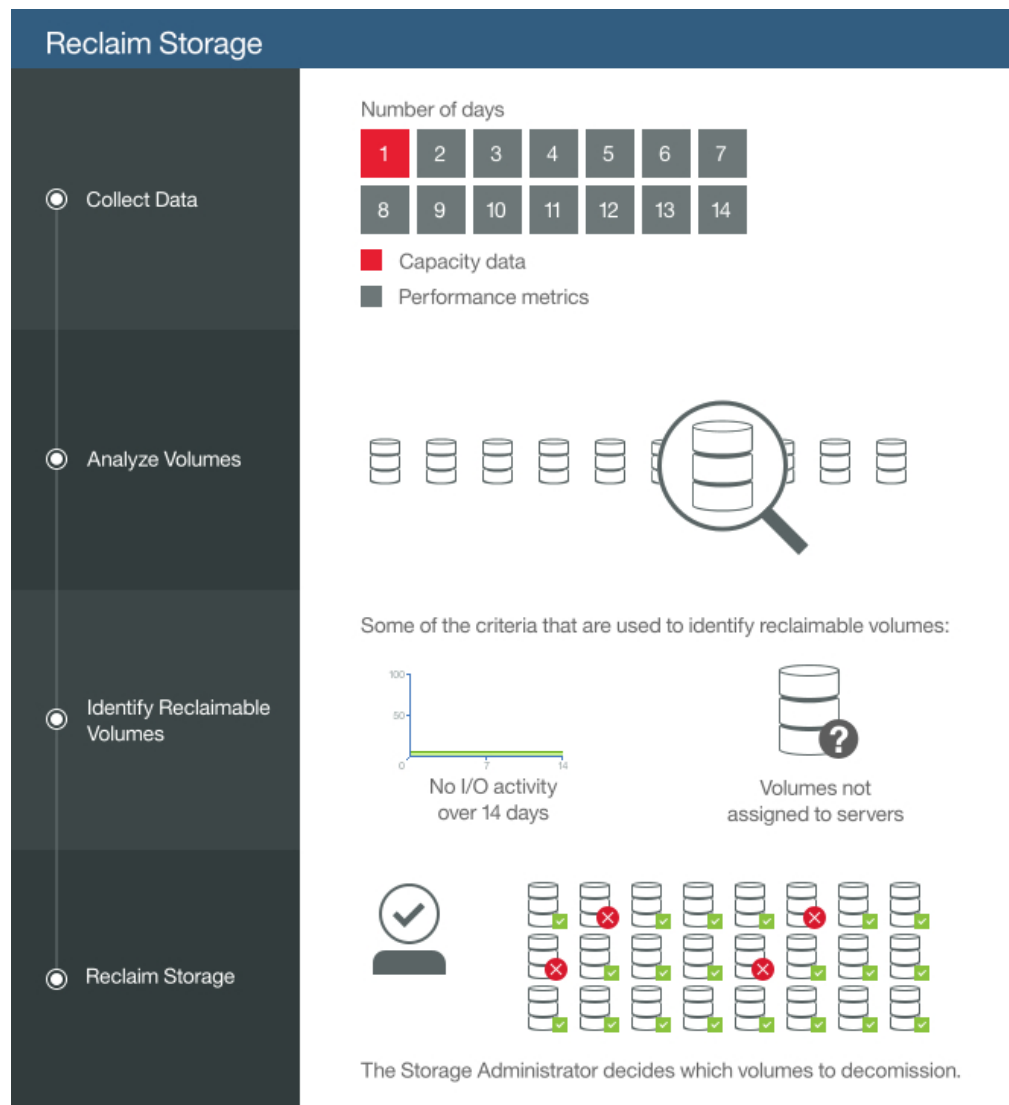 Reclaim Storage
Collect Data
Number of days
1 2 3 4 5 6 7
8 9 10 11 12 13 14
Capacity data
Performance metrics
Analyze Volumes
Identify Reclaimable
Volumes
Some of the criteria that are used to identify reclaimable volumes:
100
50
0 7 14
No I/O activity
over 14 days
?
Volumes not
assigned to servers
Reclaim Storage
The Storage Administrator decides which volumes to decomission.